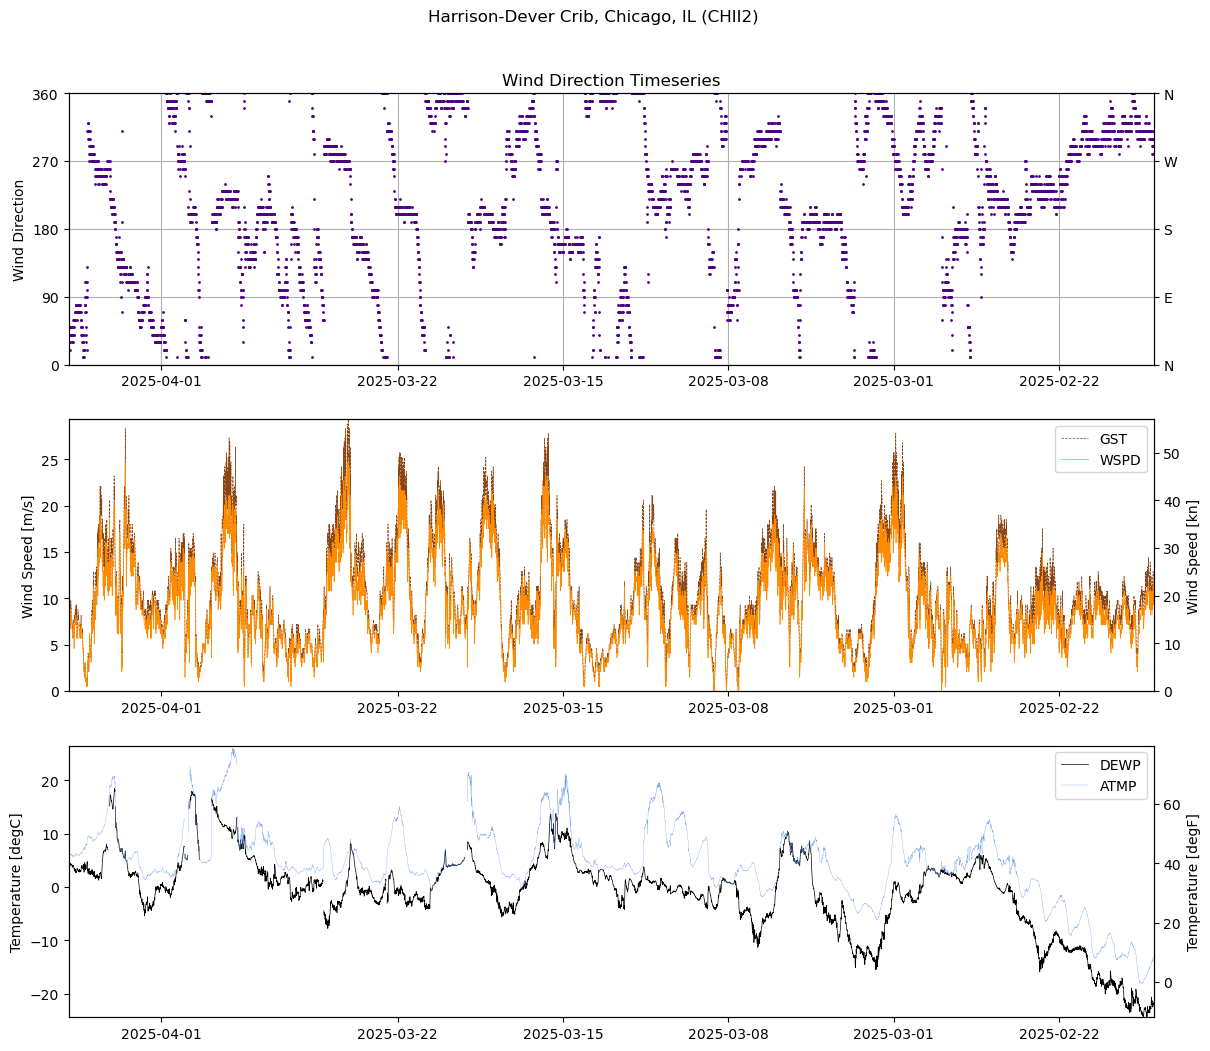 Harrison-Dever Crib, Chicago, IL (CHII2)
Wind Direction Timeseries
360
270
180
90
0
Wind Direction
N
W
S
E
N
2025-04-01 2025-03-22 2025-03-15 2025-03-08 2025-03-01 2025-02-22
25
20
15
10
5
0
Wind Speed [m/s]
GST
WSPD
50
40
30
20
10
0
Wind Speed [kn]
2025-04-01 2025-03-22 2025-03-15 2025-03-08 2025-03-01 2025-02-22
20
10
0
−10
−20
Temperature [degC]
DEWP
ATMP
60
40
20
0
Temperature [degF]
2025-04-01 2025-03-22 2025-03-15 2025-03-08 2025-03-01 2025-02-22